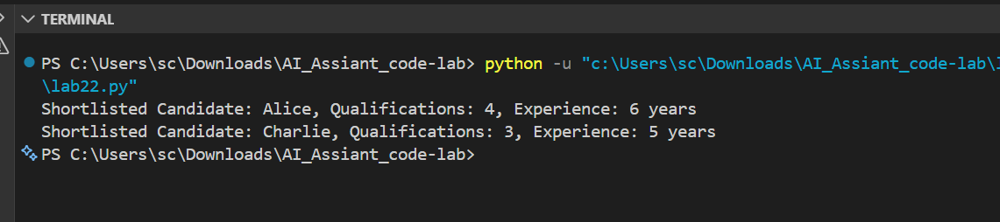 TERMINAL
PS C:\Users\sc\Downloads\AI_Assiant_code-lab> python -u "c:\Users\sc\Downloads\AI_Assiant_code-lab\
\lab22.py"
Shortlisted Candidate: Alice, Qualifications: 4, Experience: 6 years
Shortlisted Candidate: Charlie, Qualifications: 3, Experience: 5 years
PS C:\Users\sc\Downloads\AI_Assiant_code-lab>